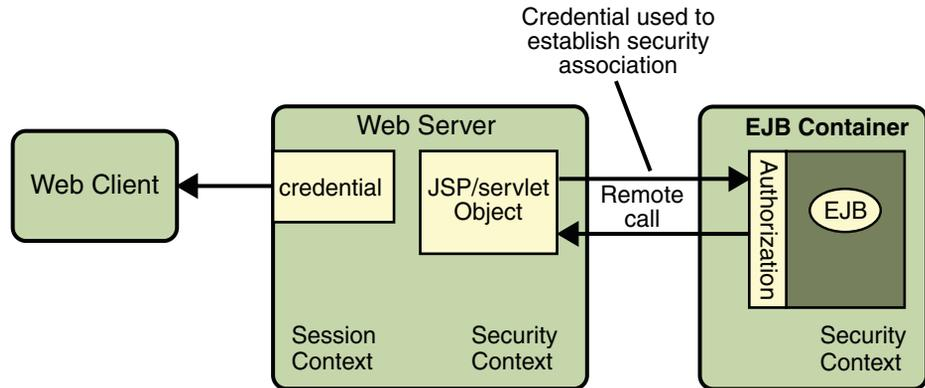 Credential used to
establish security
association
Web Client
Web Server
credential
JSP/servlet
Object
Session
Context
Security
Context
Remote
call
EJB Container
Authorization
EJB
Security
Context